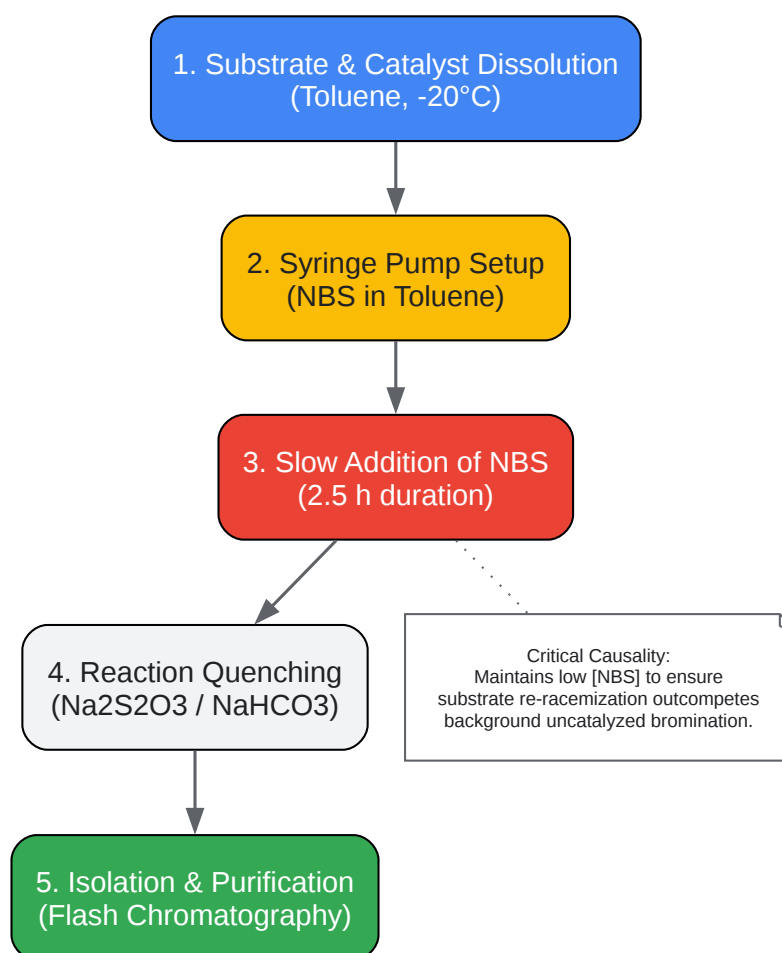 1. Substrate & Catalyst Dissolution
(Toluene, -20°C)
2. Syringe Pump Setup
(NBS in Toluene)
3. Slow Addition of NBS
(2.5 h duration)
4. Reaction Quenching
(Na2S2O3 / NaHCO3)
Critical Causality:
Maintains low [NBS] to ensure
substrate re-racemization outcompetes
background uncatalyzed bromination.
5. Isolation & Purification
(Flash Chromatography)